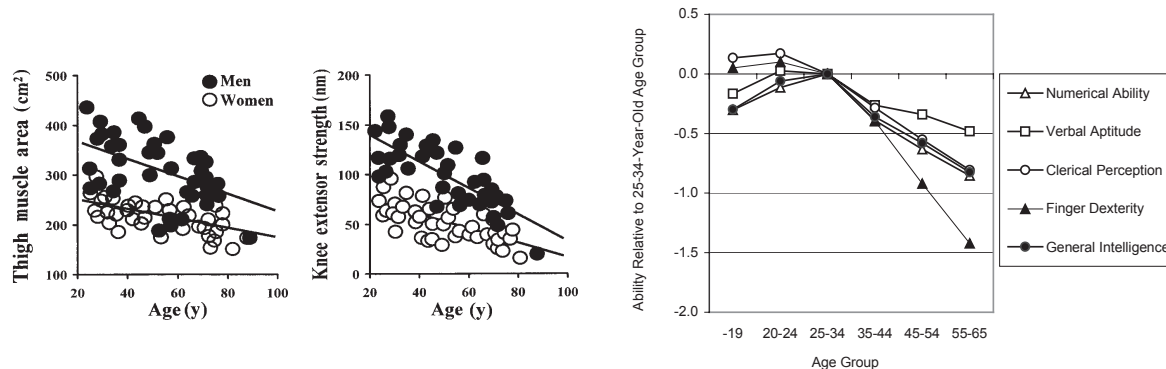 Thigh muscle area (cm²)
500
400
300
200
100
Men
Women
20
40
60
80
100
Age (y)
Knee extensor strength (nm)
200
150
100
50
0
20
40
60
80
100
Age (y)
Ability Relative to 25-34-Year-Old Age Group
0.5
0.0
-0.5
-1.0
-1.5
-2.0
-19
20-24
25-34
35-44
45-54
55-65
Age Group
Numerical Ability
Verbal Aptitude
Clerical Perception
Finger Dexterity
General Intelligence